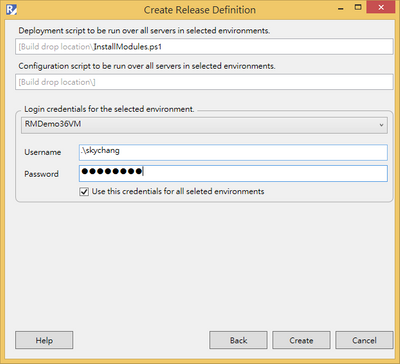 Create Release Definition
Deployment script to be run over all servers in selected environments.
[Build drop location\]InstallModules.ps1
Configuration script to be run over all servers in selected environments.
[Build drop location\]
Login credentials for the selected environment.
RMDemo36VM
Username .\skychang
Password ●●●●●●●●
Use this credentials for all seleted environments
Help Back Create Cancel